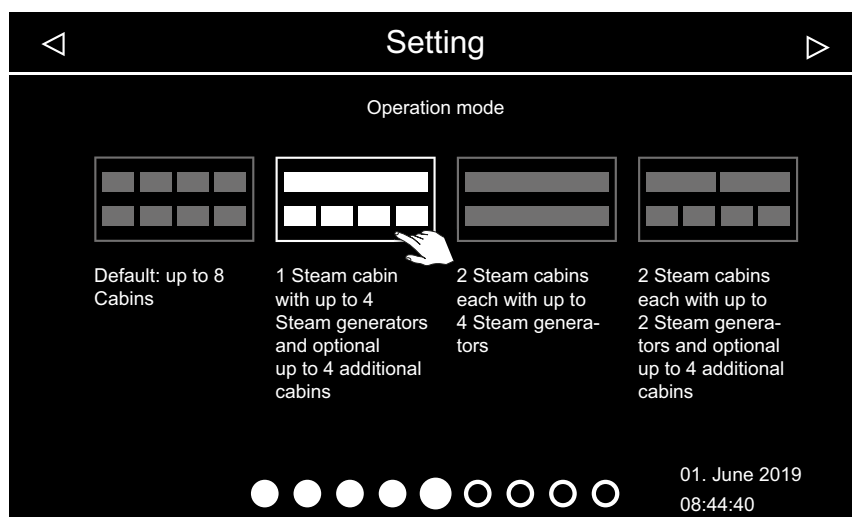 Setting
Operation mode
Default: up to 8
Cabins
1 Steam cabin
with up to 4
Steam generators
and optional
up to 4 additional
cabins
2 Steam cabins
each with up to
4 Steam genera-
tors
2 Steam cabins
each with up to
2 Steam genera-
tors and optional
up to 4 additional
cabins
01. June 2019
08:44:40